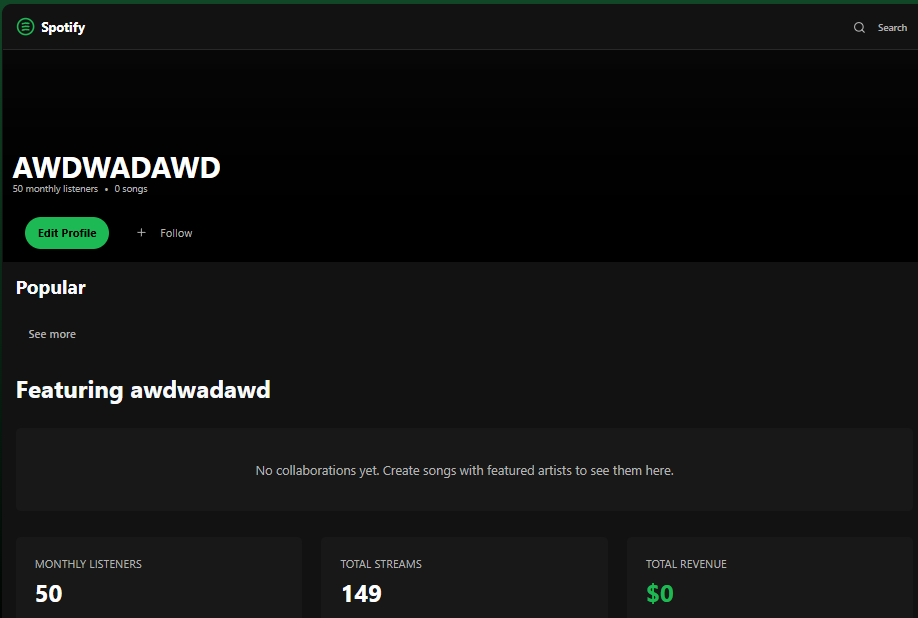 Spotify
Search
AWDWADAWD
50 monthly listeners • 0 songs
Edit Profile
+ Follow
Popular
See more
Featuring awdwadawd
No collaborations yet. Create songs with featured artists to see them here.
MONTHLY LISTENERS
50
TOTAL STREAMS
149
TOTAL REVENUE
$0